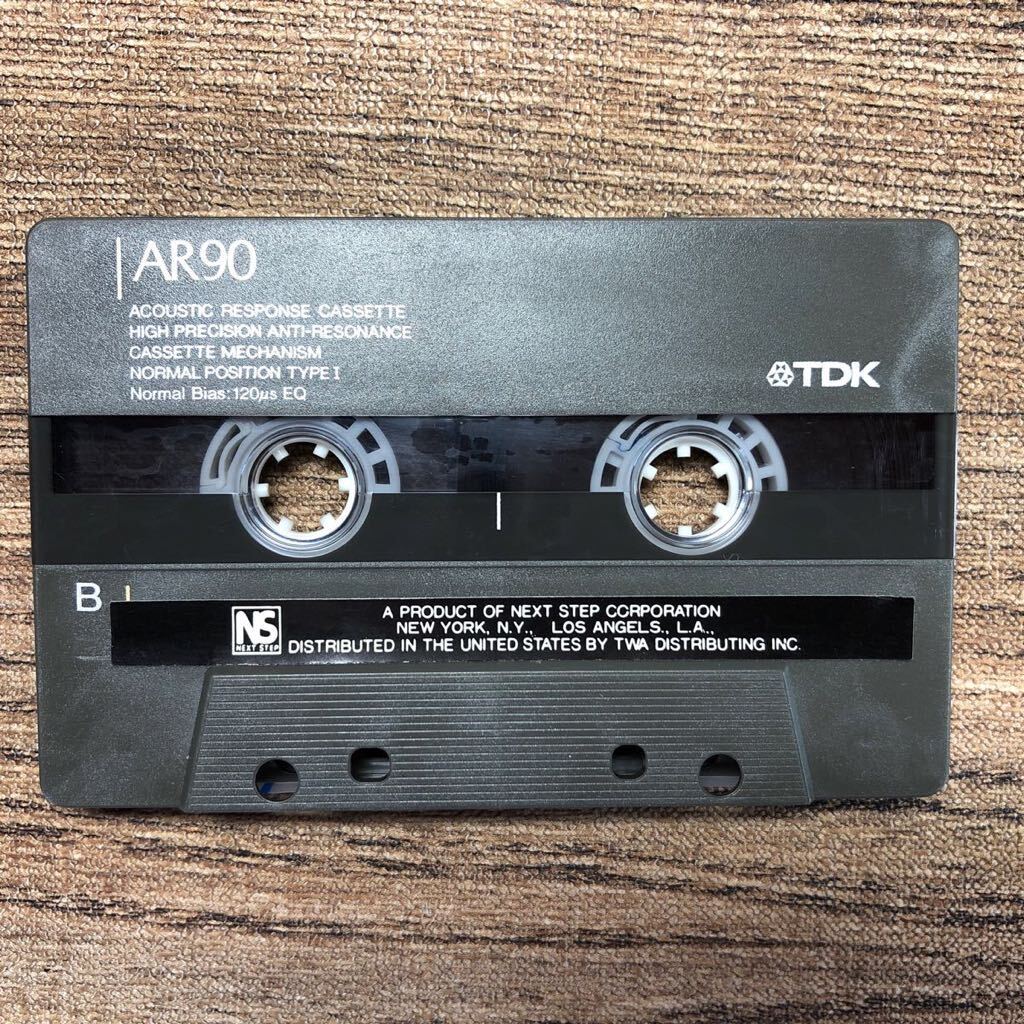 AR90
ACOUSTIC RESPONSE CASSETTE
HIGH PRECISION ANTI-RESONANCE
CASSETTE MECHANISM
NORMAL POSITION TYPE I
Normal Bias: 120µs EQ
TDK
B
NS
NEXT STEP
A PRODUCT OF NEXT STEP CORPORATION
NEW YORK, N.Y., LOS ANGELS., L.A.,
DISTRIBUTED IN THE UNITED STATES BY TWA DISTRIBUTING INC.